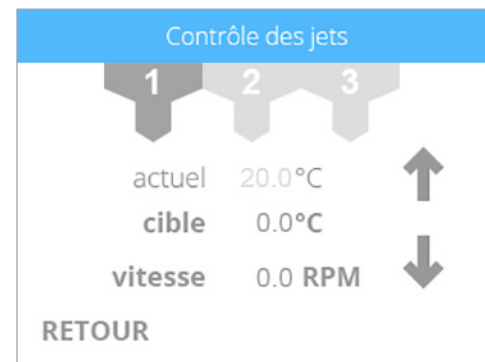 Contrôle des jets
1 2 3
actuel 20.0°C
cible 0.0°C
vitesse 0.0 RPM
RETOUR